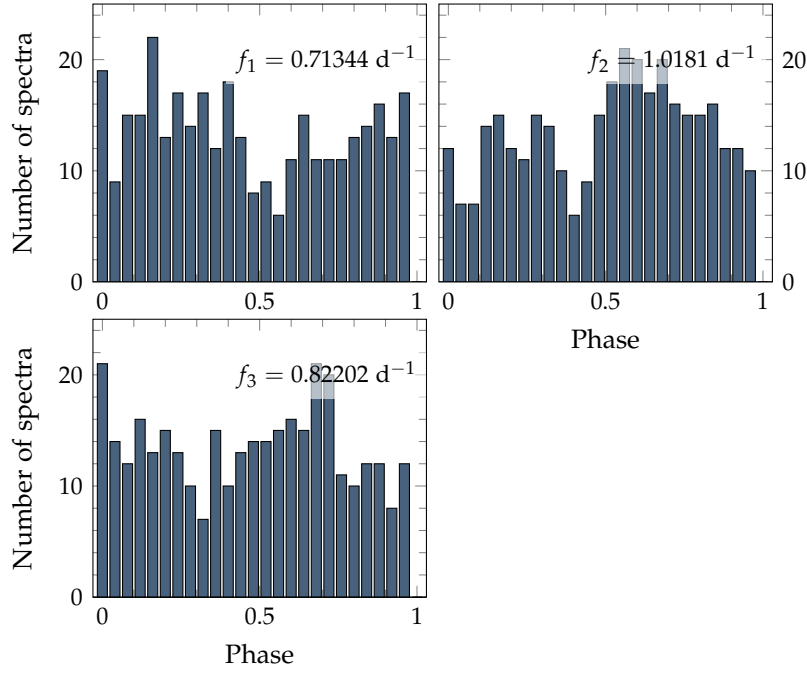 Number of spectra
20
10
0
0
0.5
1
f₁ = 0.71344 d⁻¹
20
10
0
0
0.5
1
f₂ = 1.0181 d⁻¹
Phase
Number of spectra
20
10
0
0
0.5
1
f₃ = 0.82202 d⁻¹
Phase